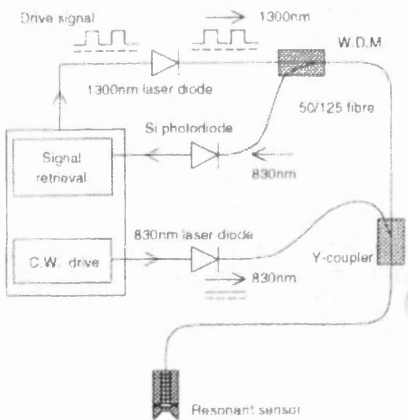 Drive signal
1300nm
W.D.M
1300nm laser diode
50/125 fibre
Si photodiode
Signal
retrieval
830nm
830nm laser diode
C.W. drive
830nm
Y-coupler
Resonant sensor